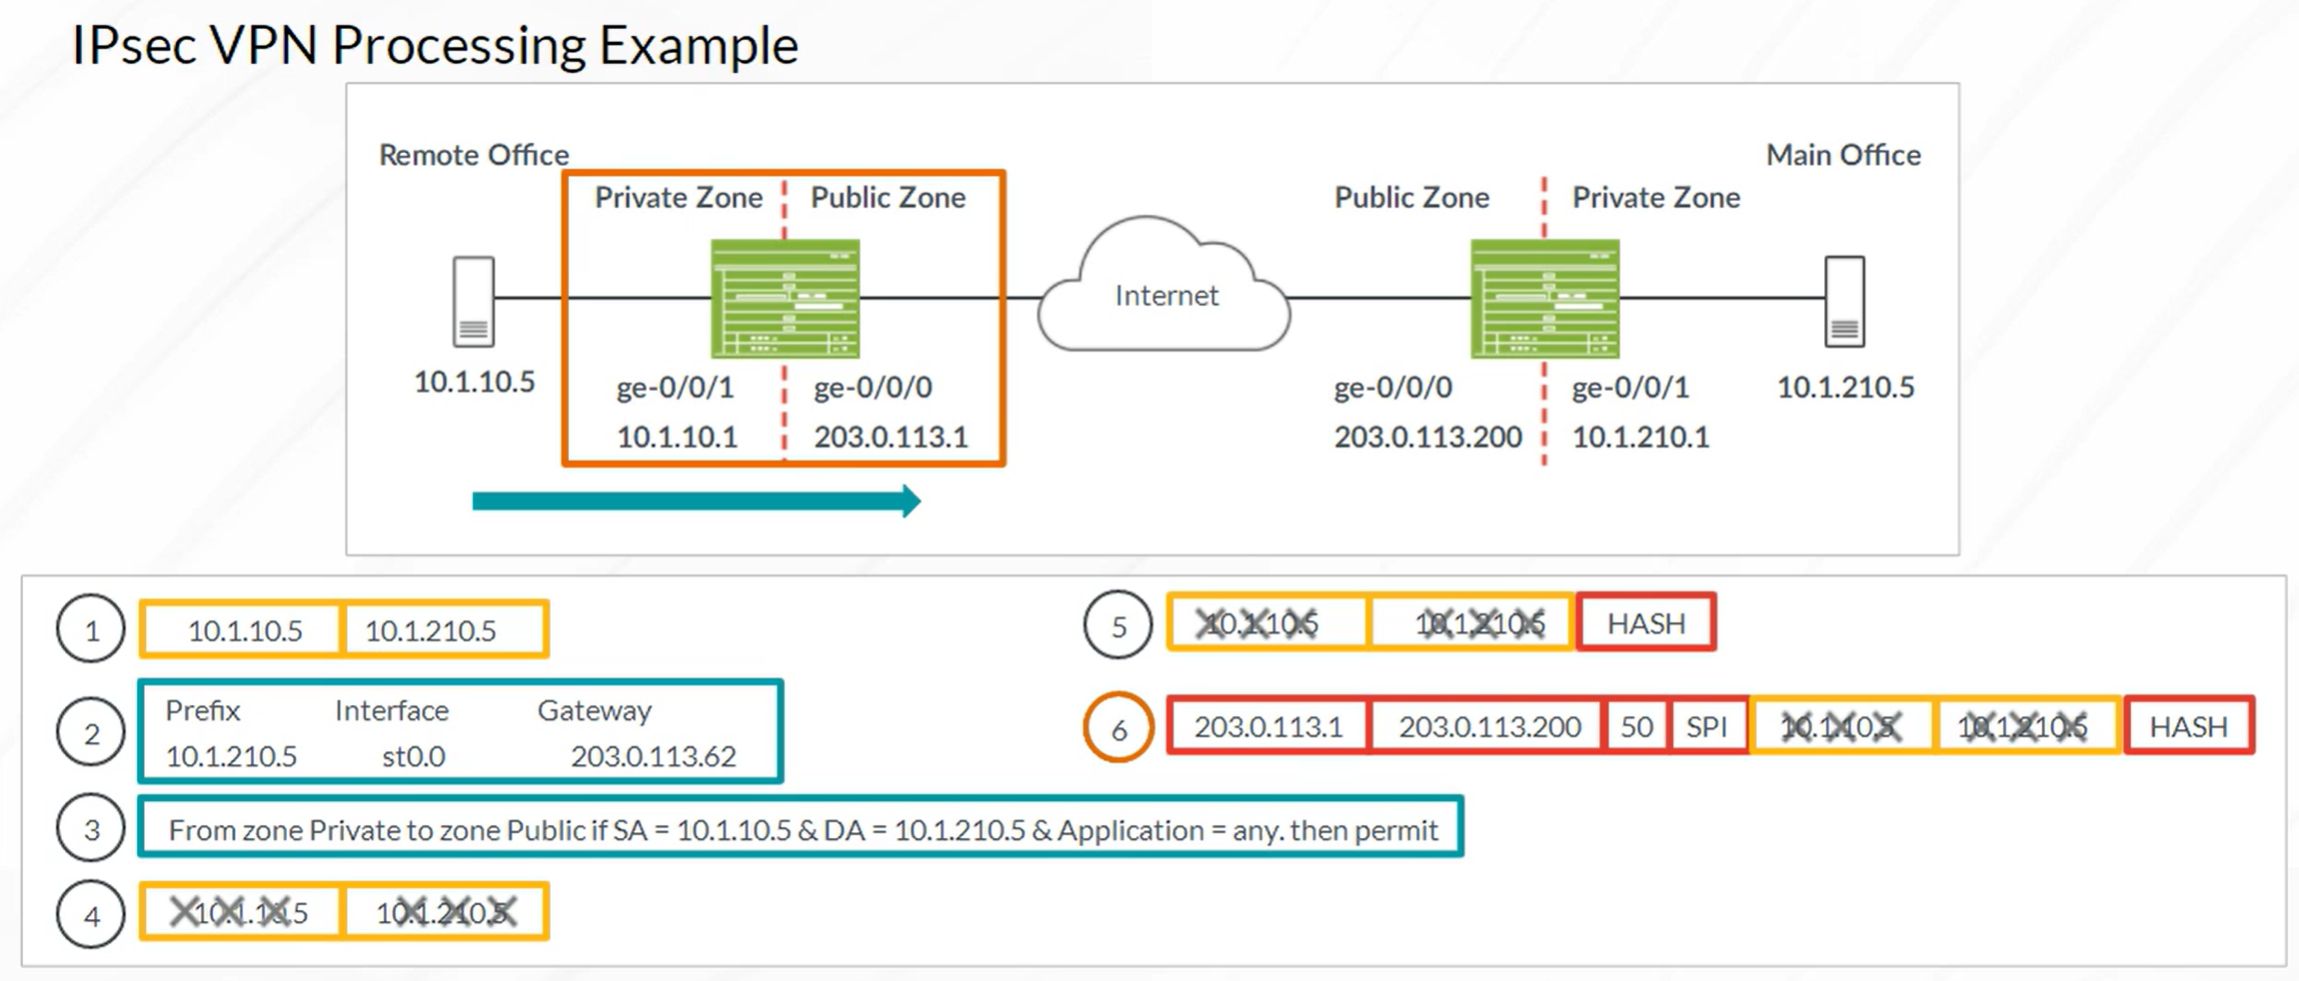 IPsec VPN Processing Example
Remote Office
Main Office
Private Zone
Public Zone
Public Zone
Private Zone
Internet
10.1.10.5
ge-0/0/1
ge-0/0/0
ge-0/0/0
ge-0/0/1
10.1.210.5
10.1.10.1
203.0.113.1
203.0.113.200
10.1.210.1
1
10.1.10.5 10.1.210.5
2
Prefix Interface Gateway
10.1.210.5 st0.0 203.0.113.62
3
From zone Private to zone Public if SA = 10.1.10.5 & DA = 10.1.210.5 & Application = any. then permit
4
10.1.10.5 10.1.210.5
5
10.1.10.5 10.1.210.5 HASH
6
203.0.113.1 203.0.113.200 50 SPI 10.1.10.5 10.1.210.5 HASH